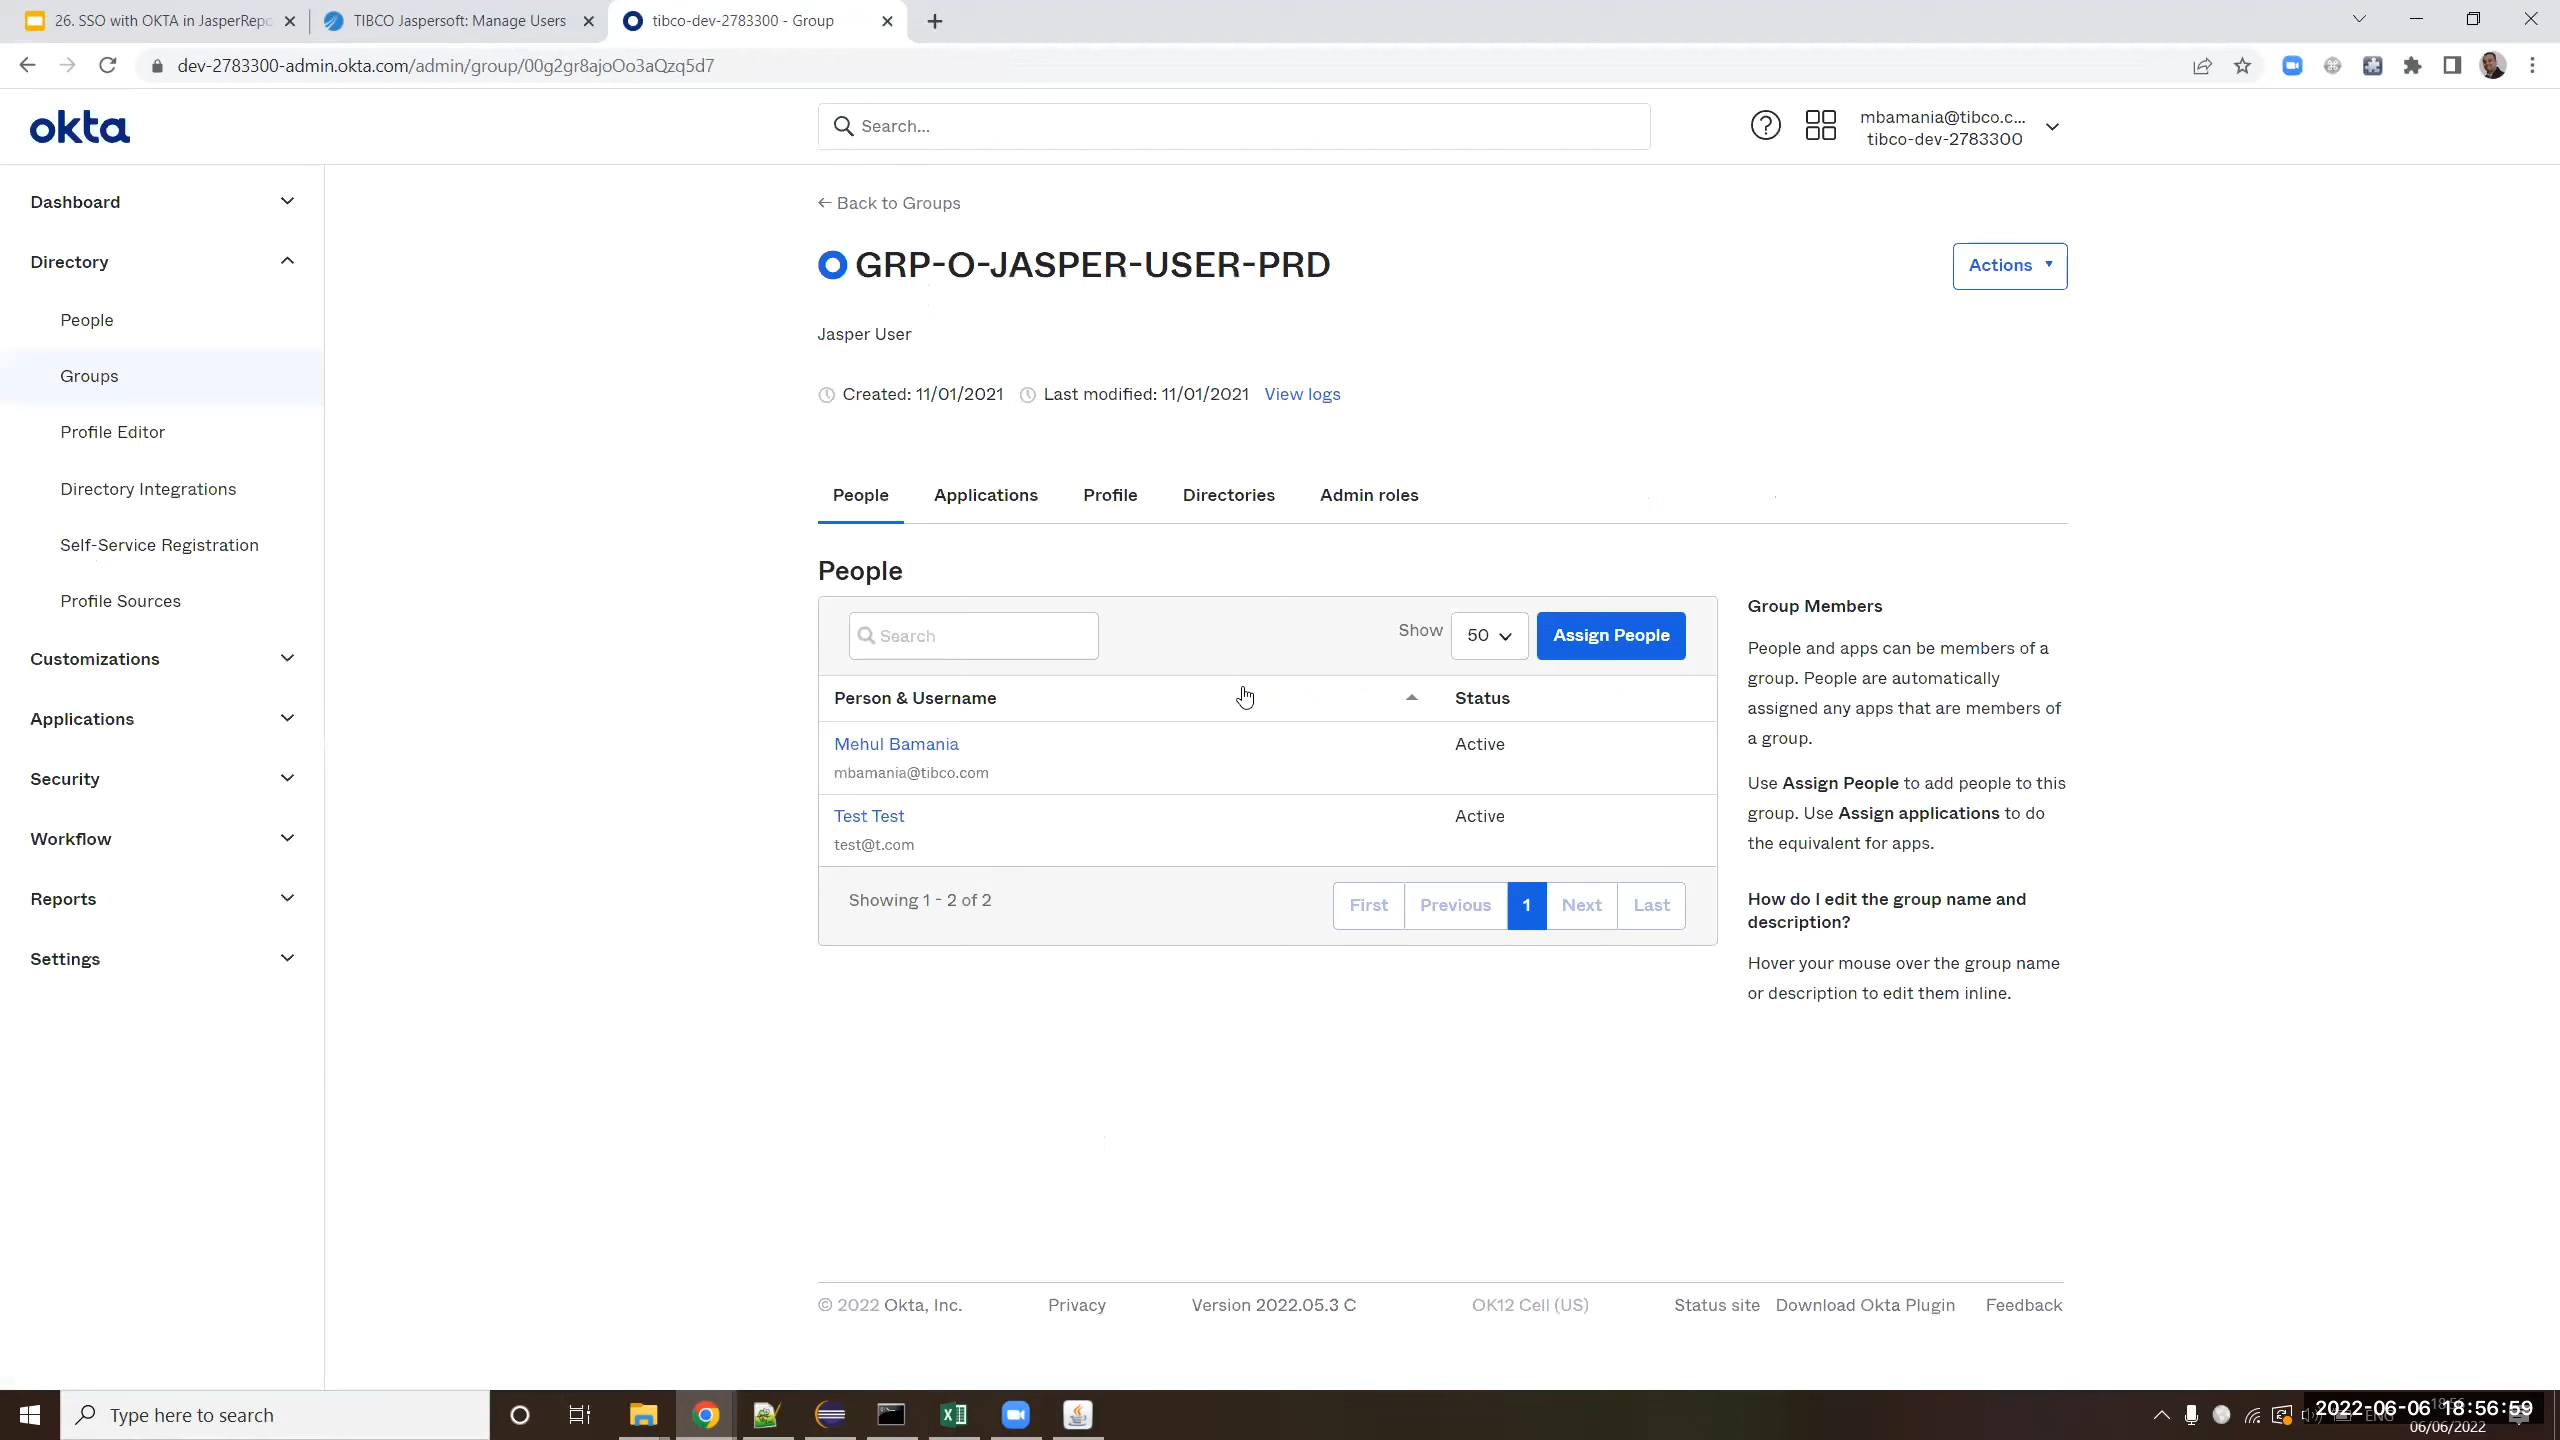 26. SSO with OKTA in JasperRepo
TIBCO Jaspersoft: Manage Users
tibco-dev-2783300 - Group
dev-2783300-admin.okta.com/admin/group/00g2gr8ajoOo3aQzq5d7
okta
Search...
mbamania@tibco.c...
tibco-dev-2783300
Dashboard
Directory
People
Groups
Profile Editor
Directory Integrations
Self-Service Registration
Profile Sources
Customizations
Applications
Security
Workflow
Reports
Settings
← Back to Groups
GRP-O-JASPER-USER-PRD
Actions
Jasper User
Created: 11/01/2021 Last modified: 11/01/2021 View logs
People Applications Profile Directories Admin roles
People
Search
Show 50 Assign People
Person & Username Status
Mehul Bamania Active
mbamania@tibco.com
Test Test Active
test@t.com
Showing 1 - 2 of 2
First Previous 1 Next Last
Group Members
People and apps can be members of a
group. People are automatically
assigned any apps that are members of
a group.
Use Assign People to add people to this
group. Use Assign applications to do
the equivalent for apps.
How do I edit the group name and
description?
Hover your mouse over the group name
or description to edit them inline.
© 2022 Okta, Inc. Privacy Version 2022.05.3 C OK12 Cell (US) Status site Download Okta Plugin Feedback
Type here to search
2022-06-06 18:56:59
06/06/2022